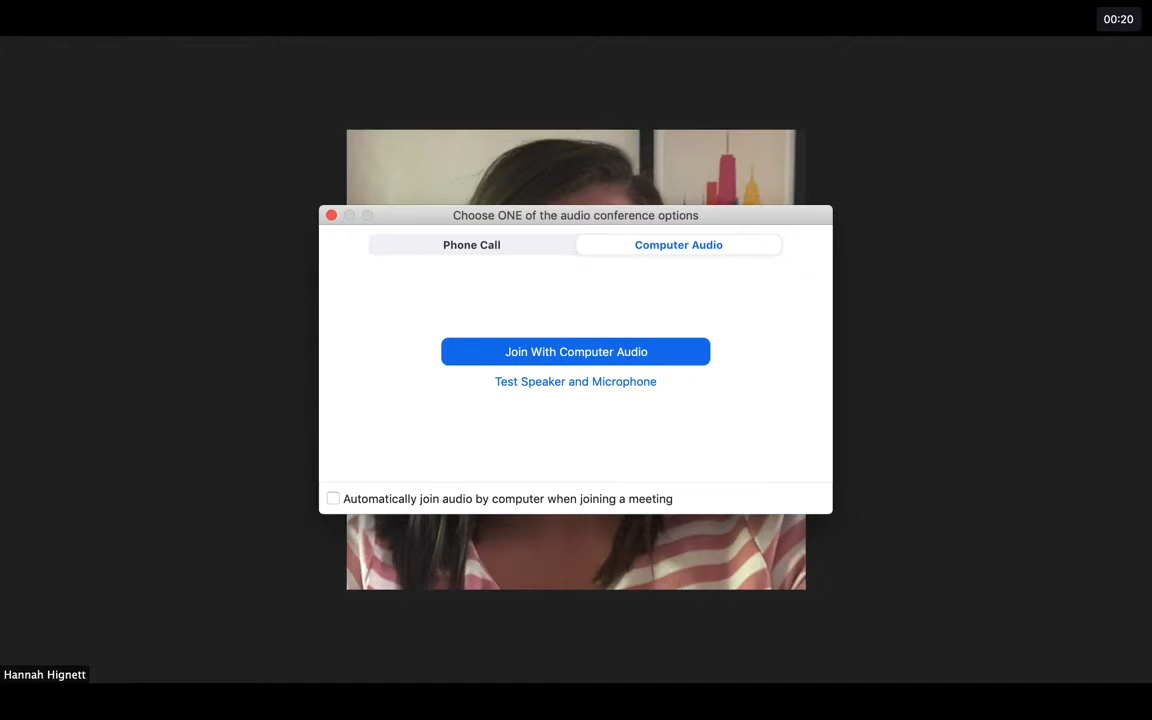 00:20
Choose ONE of the audio conference options
Phone Call
Computer Audio
Join With Computer Audio
Test Speaker and Microphone
Automatically join audio by computer when joining a meeting
Hannah Hignett